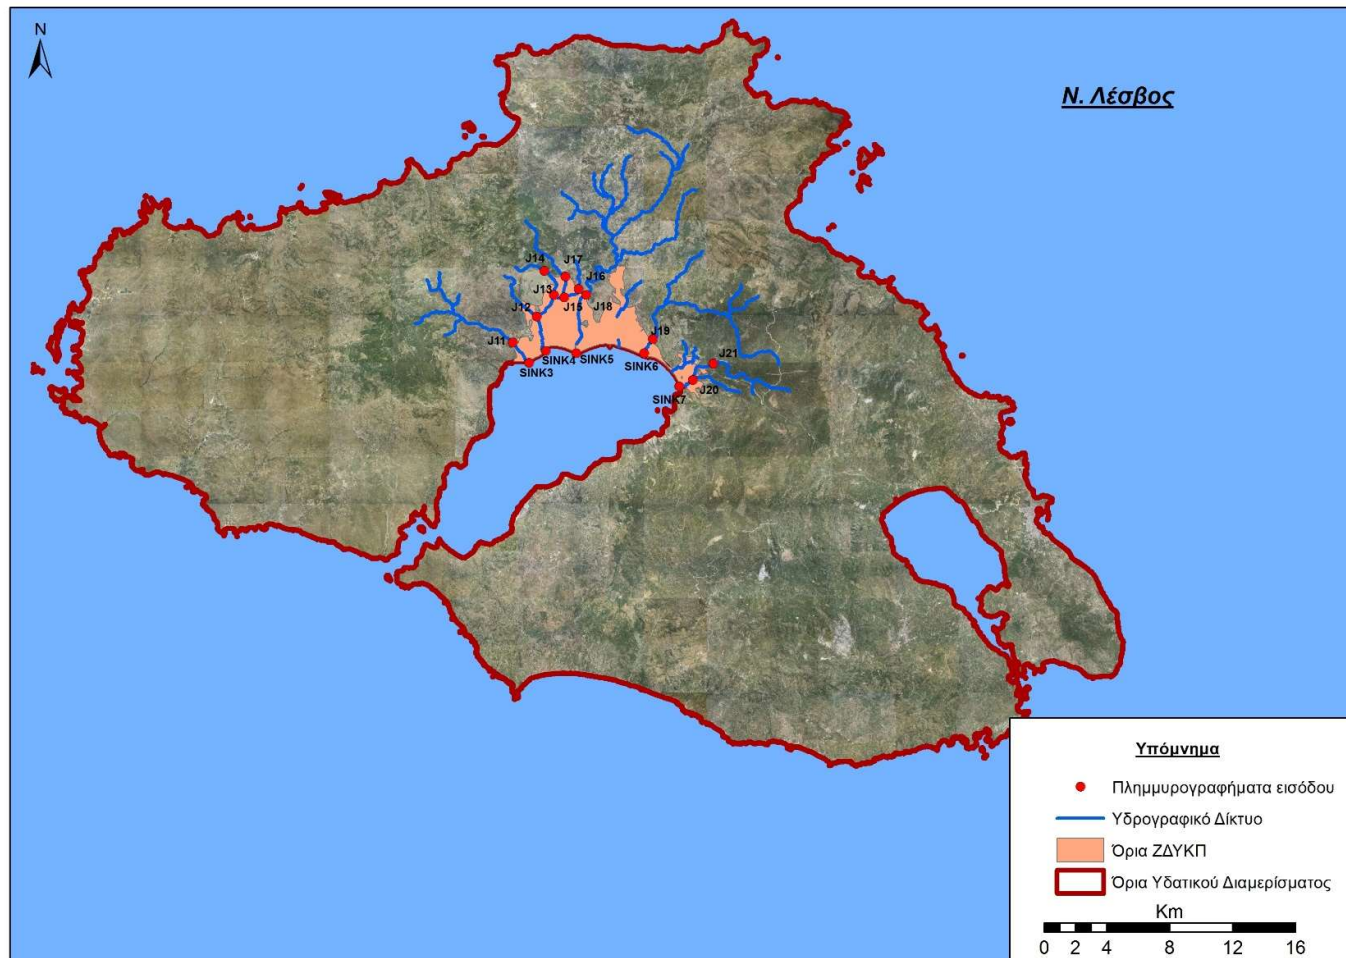 N
Ν. Λέσβος
J14
J17
J16
J13
J15
J18
J12
J11
J19
SINK4
SINK5
SINK3
SINK6
J21
J20
SINK7
Υπόμνημα
Πλημμυρογραφήματα εισόδου
Υδρογραφικό Δίκτυο
Όρια ΖΔΥΚΠ
Όρια Υδατικού Διαμερίσματος
Km
0 2 4 8 12 16